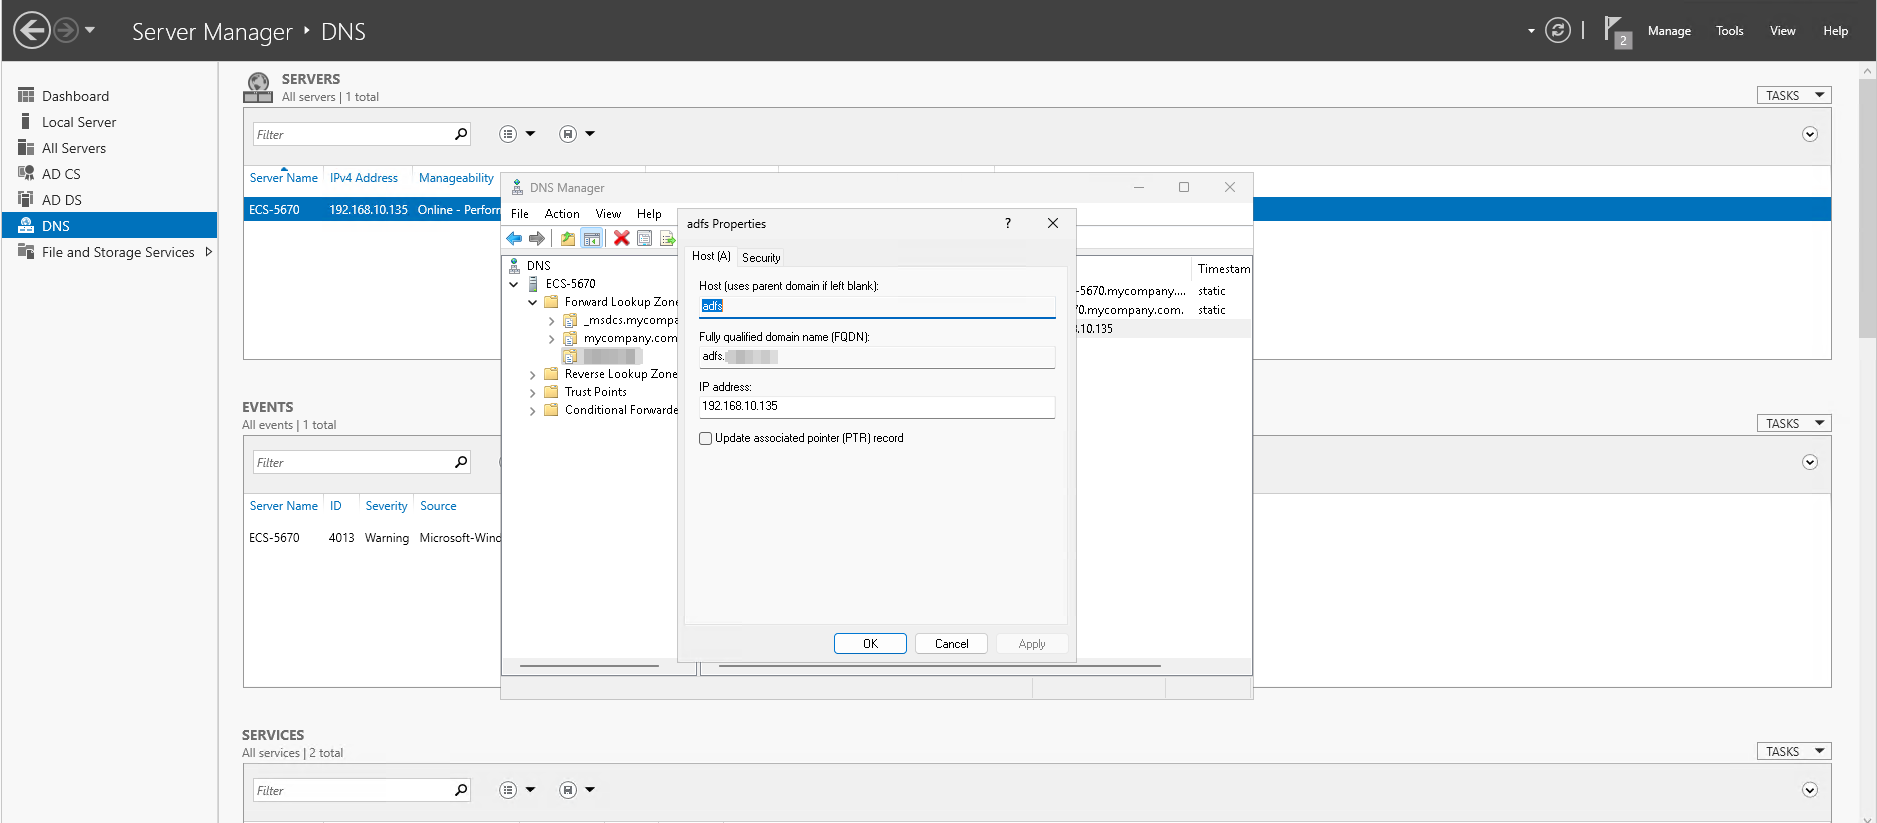 Server Manager ‣ DNS
2
Manage
Tools
View
Help
Dashboard
Local Server
All Servers
AD CS
AD DS
DNS
File and Storage Services
SERVERS
All servers | 1 total
TASKS
Filter
Server Name
IPv4 Address
Manageability
ECS-5670
192.168.10.135
Online - Perform
EVENTS
All events | 1 total
TASKS
Filter
Server Name
ID
Severity
Source
ECS-5670
4013
Warning
Microsoft-Wind
SERVICES
All services | 2 total
TASKS
Filter
DNS Manager
File
Action
View
Help
DNS
ECS-5670
Forward Lookup Zone
_msdcs.mycompa
mycompany.com
Reverse Lookup Zone
Trust Points
Conditional Forwarde
Timestam
-5670.mycompany....
static
70.mycompany.com.
static
.10.135
adfs Properties
?
Host (A)
Security
Host (uses parent domain if left blank):
adfs
Fully qualified domain name (FQDN):
adfs.
IP address:
192.168.10.135
Update associated pointer (PTR) record
OK
Cancel
Apply